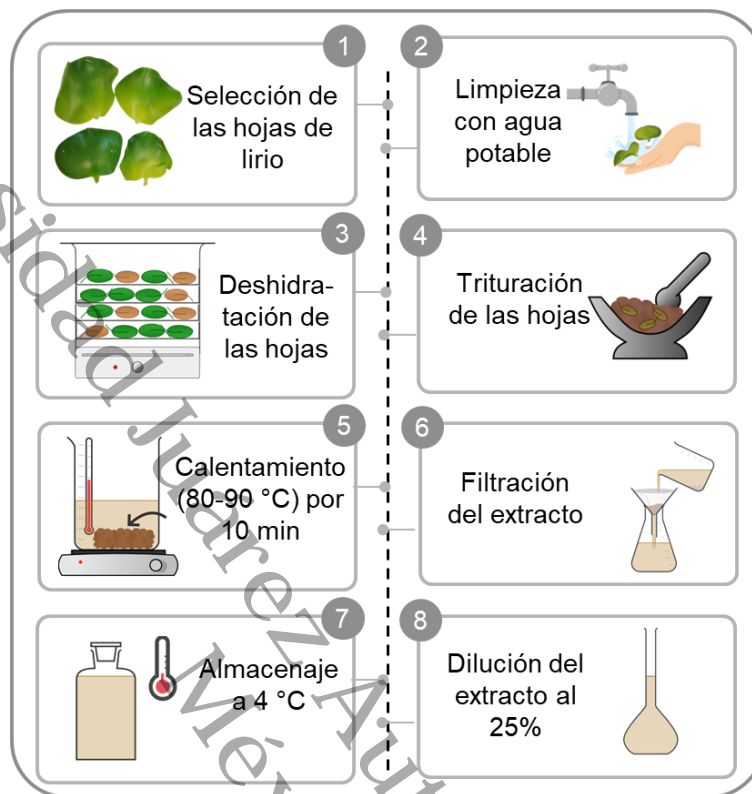 1
Selección de
las hojas de
lirio
2
Limpieza
con agua
potable
3
Deshidra-
tación de
las hojas
4
Trituración
de las hojas
5
Calentamiento
(80-90 °C) por
10 min
6
Filtración
del extracto
7
Almacenaje
a 4 °C
8
Dilución del
extracto al
25%
Juárez